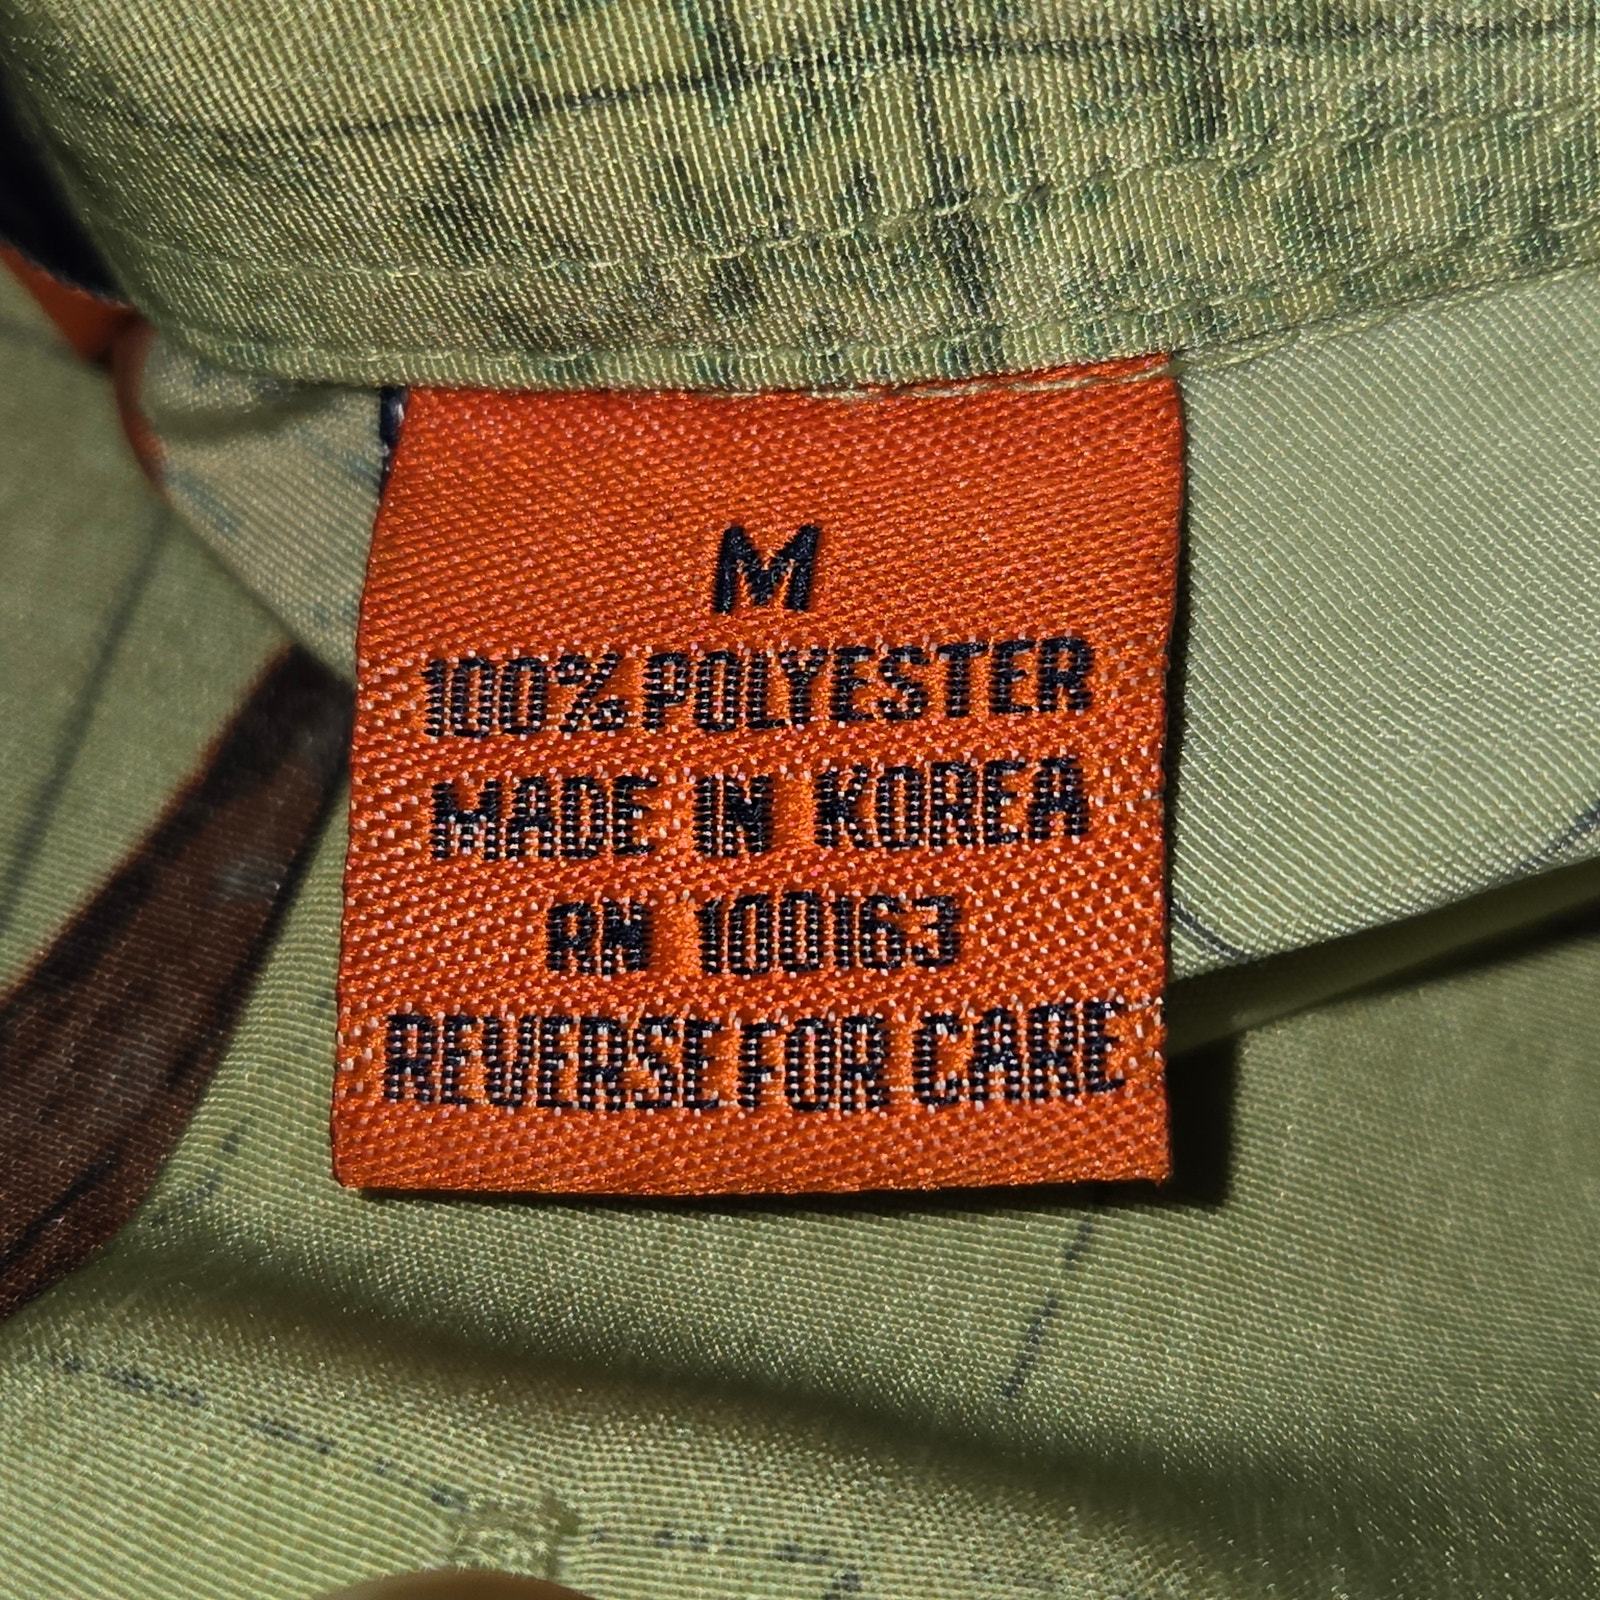 M
100% POLYESTER
MADE IN KOREA
RN 100163
REVERSE FOR CARE